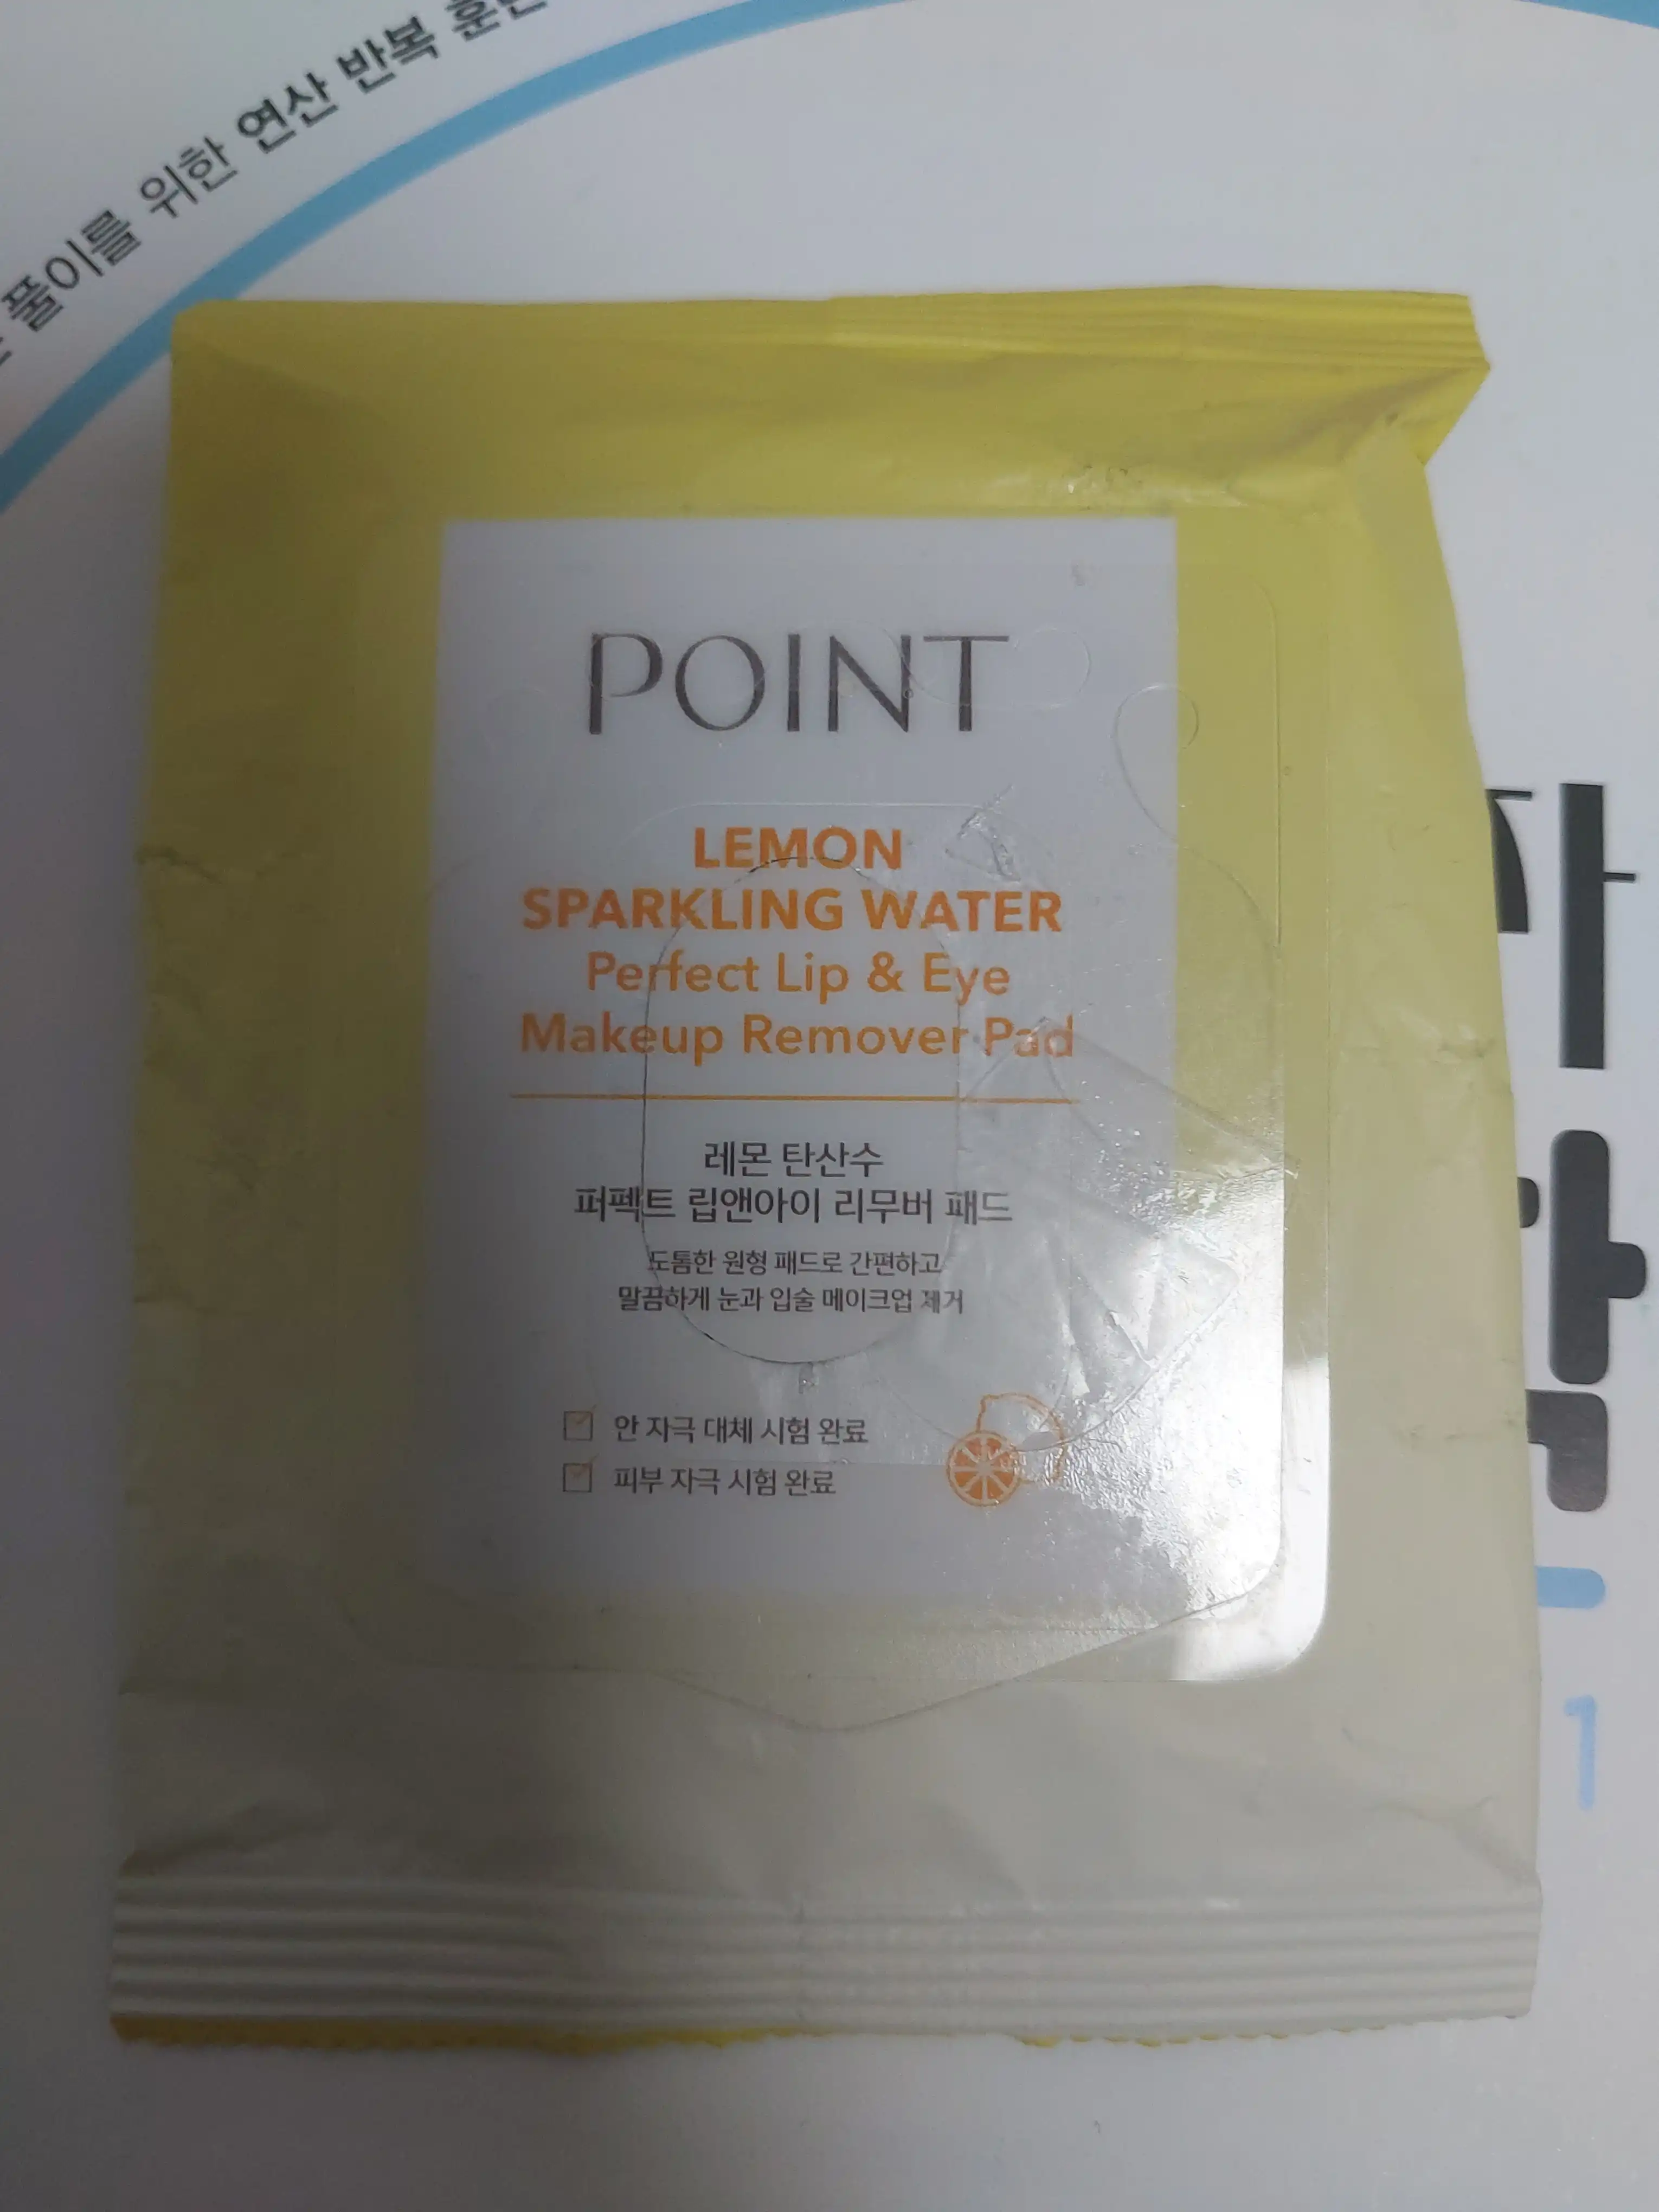 풀이를 위한 연산 반복
POINT
LEMON
SPARKLING WATER
Perfect Lip & Eye
Makeup Remover Pad
레몬 탄산수
퍼펙트 립앤아이 리무버 패드
도톰한 원형 패드로 간편하고
말끔하게 눈과 입술 메이크업 제거
안 자극 대체 시험 완료
피부 자극 시험 완료
1